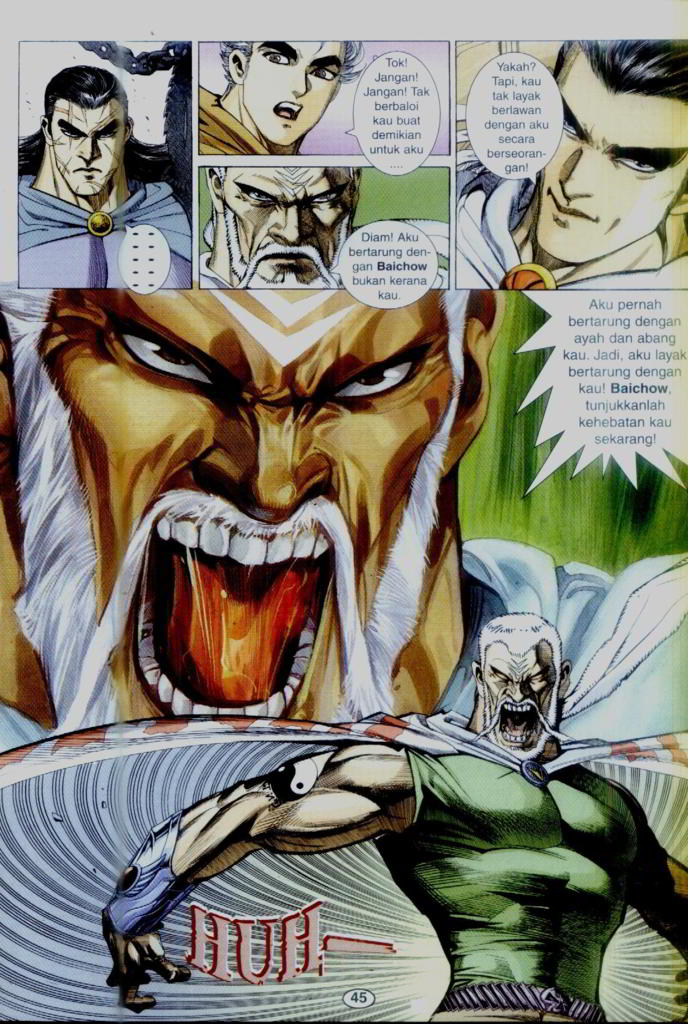 Tok!
Jangan!
Jangan! Tak
berbaloi
kau buat
demikian
untuk aku
....
Yakah?
Tapi, kau
tak layak
berlawan
dengan aku
secara
berseoran-
gan!
Diam! Aku
bertarung den-
gan Baichow
bukan kerana
kau.
Aku pernah
bertarung dengan
ayah dan abang
kau. Jadi, aku layak
bertarung dengan
kau! Baichow,
tunjukkanlah
kehebatan kau
sekarang!
HUH—
45